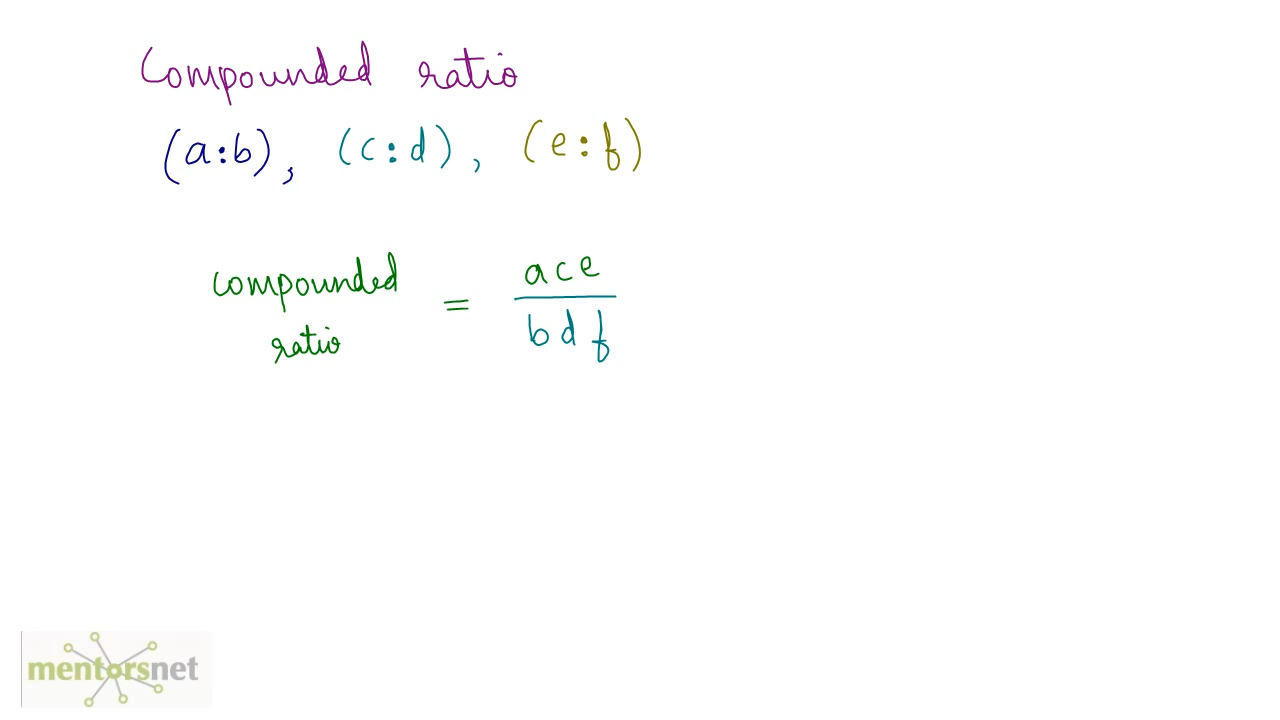 Compounded ratio
(a:b), (c:d), (e:f)
compounded
ratio
=
ace
bdf
mentorsnet